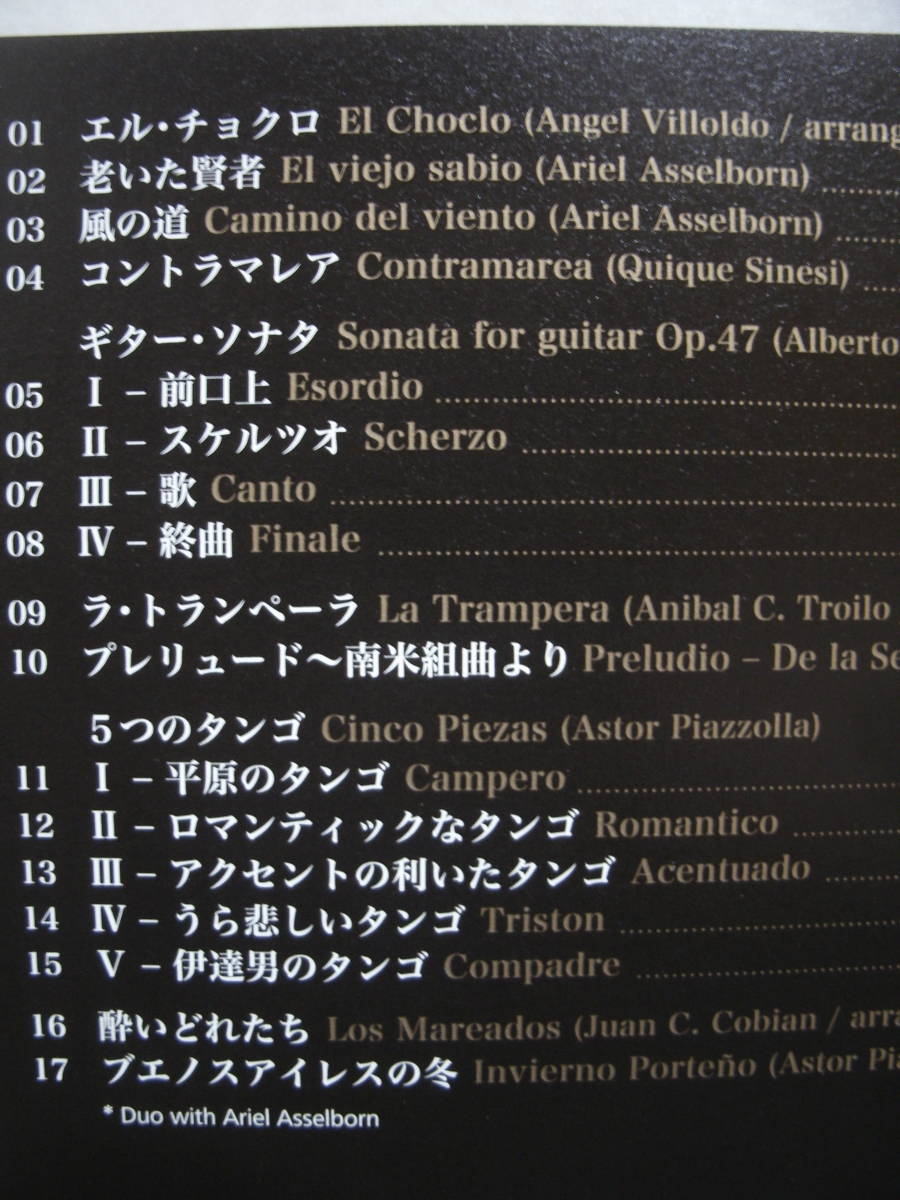 01 エル・チョクロ El Choclo (Angel Villoldo / arrang
02 老いた賢者 El viejo sabio (Ariel Asselborn)
03 風の道 Camino del viento (Ariel Asselborn)
04 コントラマレア Contramarea (Quique Sinesi)
ギター・ソナタ Sonata for guitar Op.47 (Alberto
05 Ⅰ – 前口上 Esordio
06 Ⅱ – スケルツオ Scherzo
07 Ⅲ – 歌 Canto
08 Ⅳ – 終曲 Finale
09 ラ・トランペーラ La Trampera (Anibal C. Troilo
10 プレリュード〜南米組曲より Preludio – De la Se
5つのタンゴ Cinco Piezas (Astor Piazzolla)
11 Ⅰ – 平原のタンゴ Campero
12 Ⅱ – ロマンティックなタンゴ Romantico
13 Ⅲ – アクセントの利いたタンゴ Acentuado
14 Ⅳ – うら悲しいタンゴ Triston
15 Ⅴ – 伊達男のタンゴ Compadre
16 酔いどれたち Los Mareados (Juan C. Cobian / arra
17 ブエノスアイレスの冬 Invierno Porteño (Astor Pia
* Duo with Ariel Asselborn